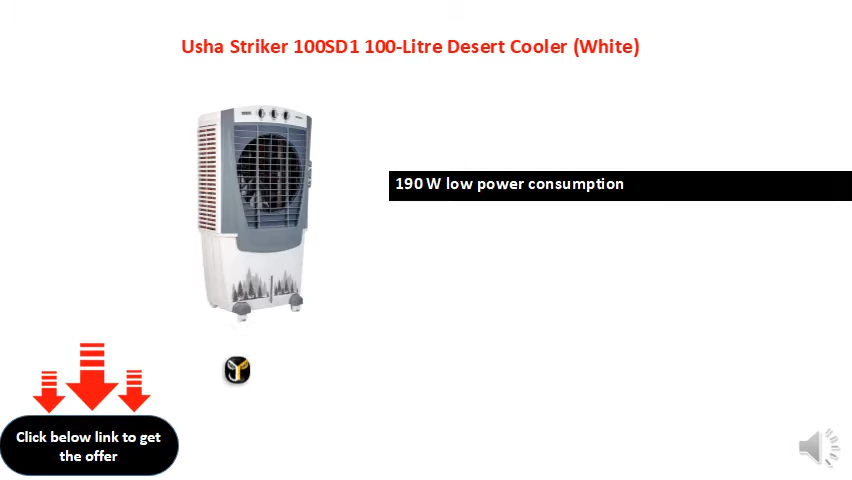 Usha Striker 100SD1 100-Litre Desert Cooler (White)
190 W low power consumption
Click below link to get
the offer